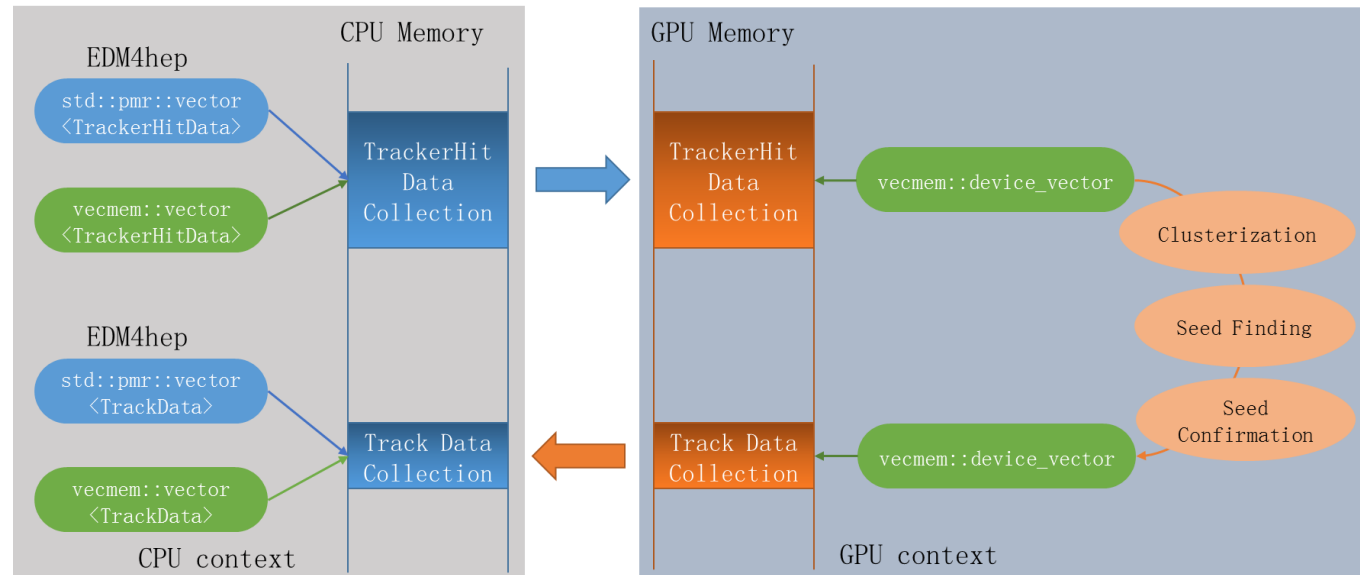 CPU Memory
EDM4hep
std::pmr::vector
<TrackerHitData>
vecmem::vector
<TrackerHitData>
TrackerHit
Data
Collection
EDM4hep
std::pmr::vector
<TrackData>
vecmem::vector
<TrackData>
Track Data
Collection
CPU context
GPU Memory
TrackerHit
Data
Collection
vecmem::device_vector
Clusterization
Seed Finding
Seed
Confirmation
Track Data
Collection
vecmem::device_vector
GPU context